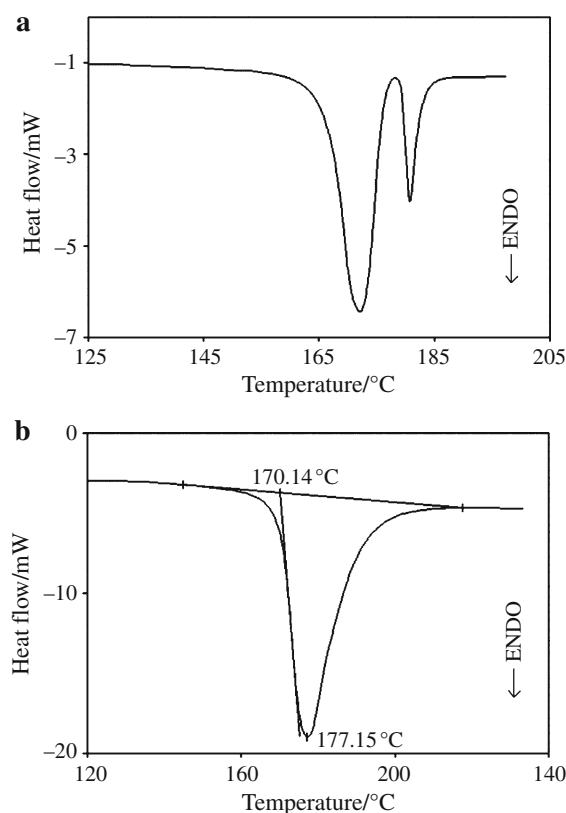 a
−1
−3
−5
−7
Heat flow/mW
← ENDO
125 145 165 185 205
Temperature/°C
b
0
−10
−20
Heat flow/mW
170.14 °C
177.15 °C
← ENDO
120 160 200 140
Temperature/°C